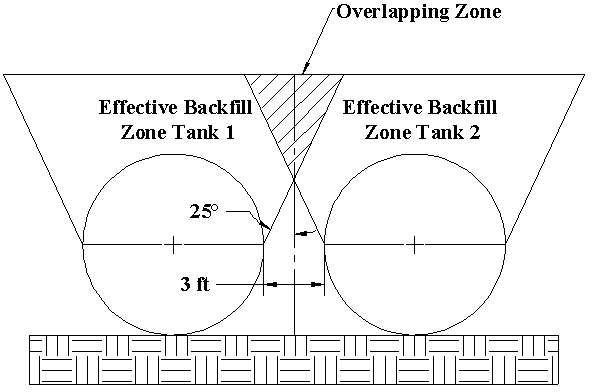 Overlapping Zone
Effective Backfill
Zone Tank 1
Effective Backfill
Zone Tank 2
25°
3 ft